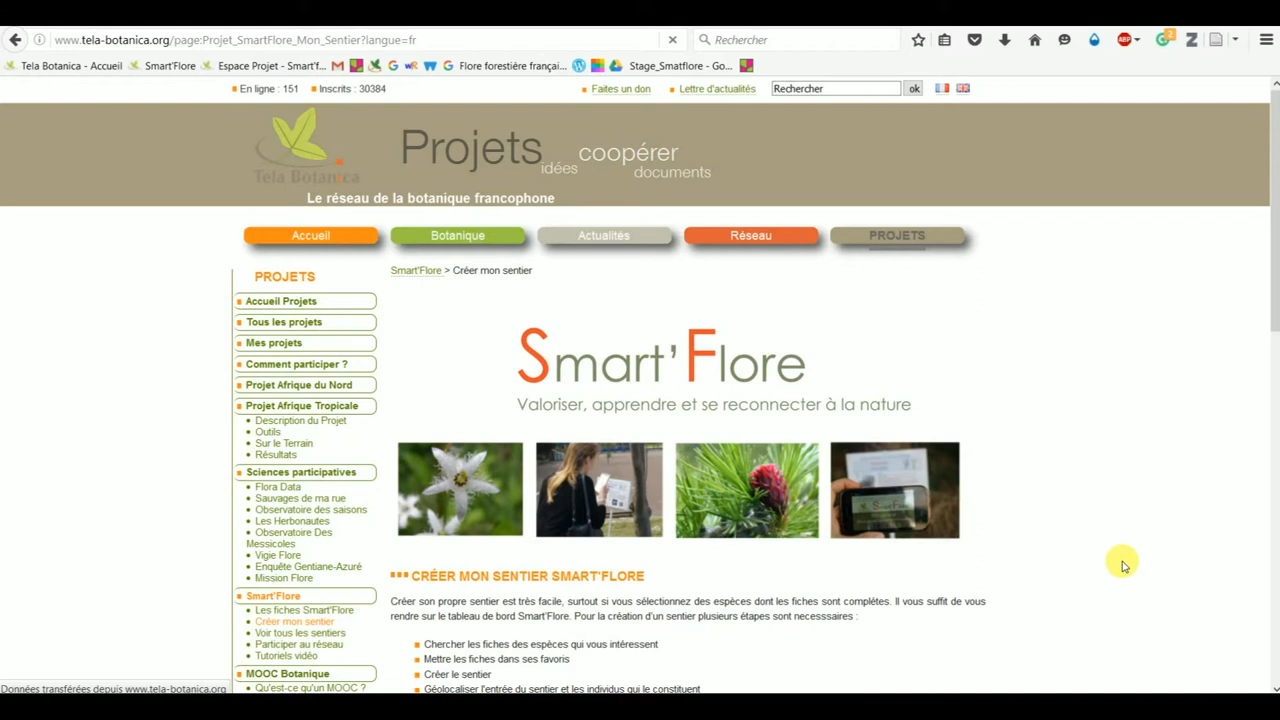 www.tela-botanica.org/page:Projet_SmartFlore_Mon_Sentier?langue=fr
Rechercher
ABP
2
Tela Botanica - Accueil
Smart'Flore
Espace Projet - Smart'f...
Flore forestière françai...
Stage_Smatflore - Go...
En ligne : 151
Inscrits : 30384
Faites un don
Lettre d'actualités
Rechercher
ok
Tela Botanica
Projets
idées
coopérer
documents
Le réseau de la botanique francophone
Accueil
Botanique
Actualités
Réseau
PROJETS
PROJETS
Accueil Projets
Tous les projets
Mes projets
Comment participer ?
Projet Afrique du Nord
Projet Afrique Tropicale
Description du Projet
Outils
Sur le Terrain
Résultats
Sciences participatives
Flora Data
Sauvages de ma rue
Observatoire des saisons
Les Herbonautes
Observatoire Des
Messicoles
Vigie Flore
Enquête Gentiane-Azuré
Mission Flore
Smart'Flore
Les fiches Smart'Flore
Créer mon sentier
Voir tous les sentiers
Participer au réseau
Tutoriels vidéo
MOOC Botanique
Qu'est-ce qu'un MOOC ?
Smart'Flore > Créer mon sentier
Smart'Flore
Valoriser, apprendre et se reconnecter à la nature
CRÉER MON SENTIER SMART'FLORE
Créer son propre sentier est très facile, surtout si vous sélectionnez des espèces dont les fiches sont complètes. Il vous suffit de vous
rendre sur le tableau de bord Smart'Flore. Pour la création d'un sentier plusieurs étapes sont necesssaires :
Chercher les fiches des espèces qui vous intéressent
Mettre les fiches dans ses favoris
Créer le sentier
Géolocaliser l'entrée du sentier et les individus qui le constituent
Données transférées depuis www.tela-botanica.org